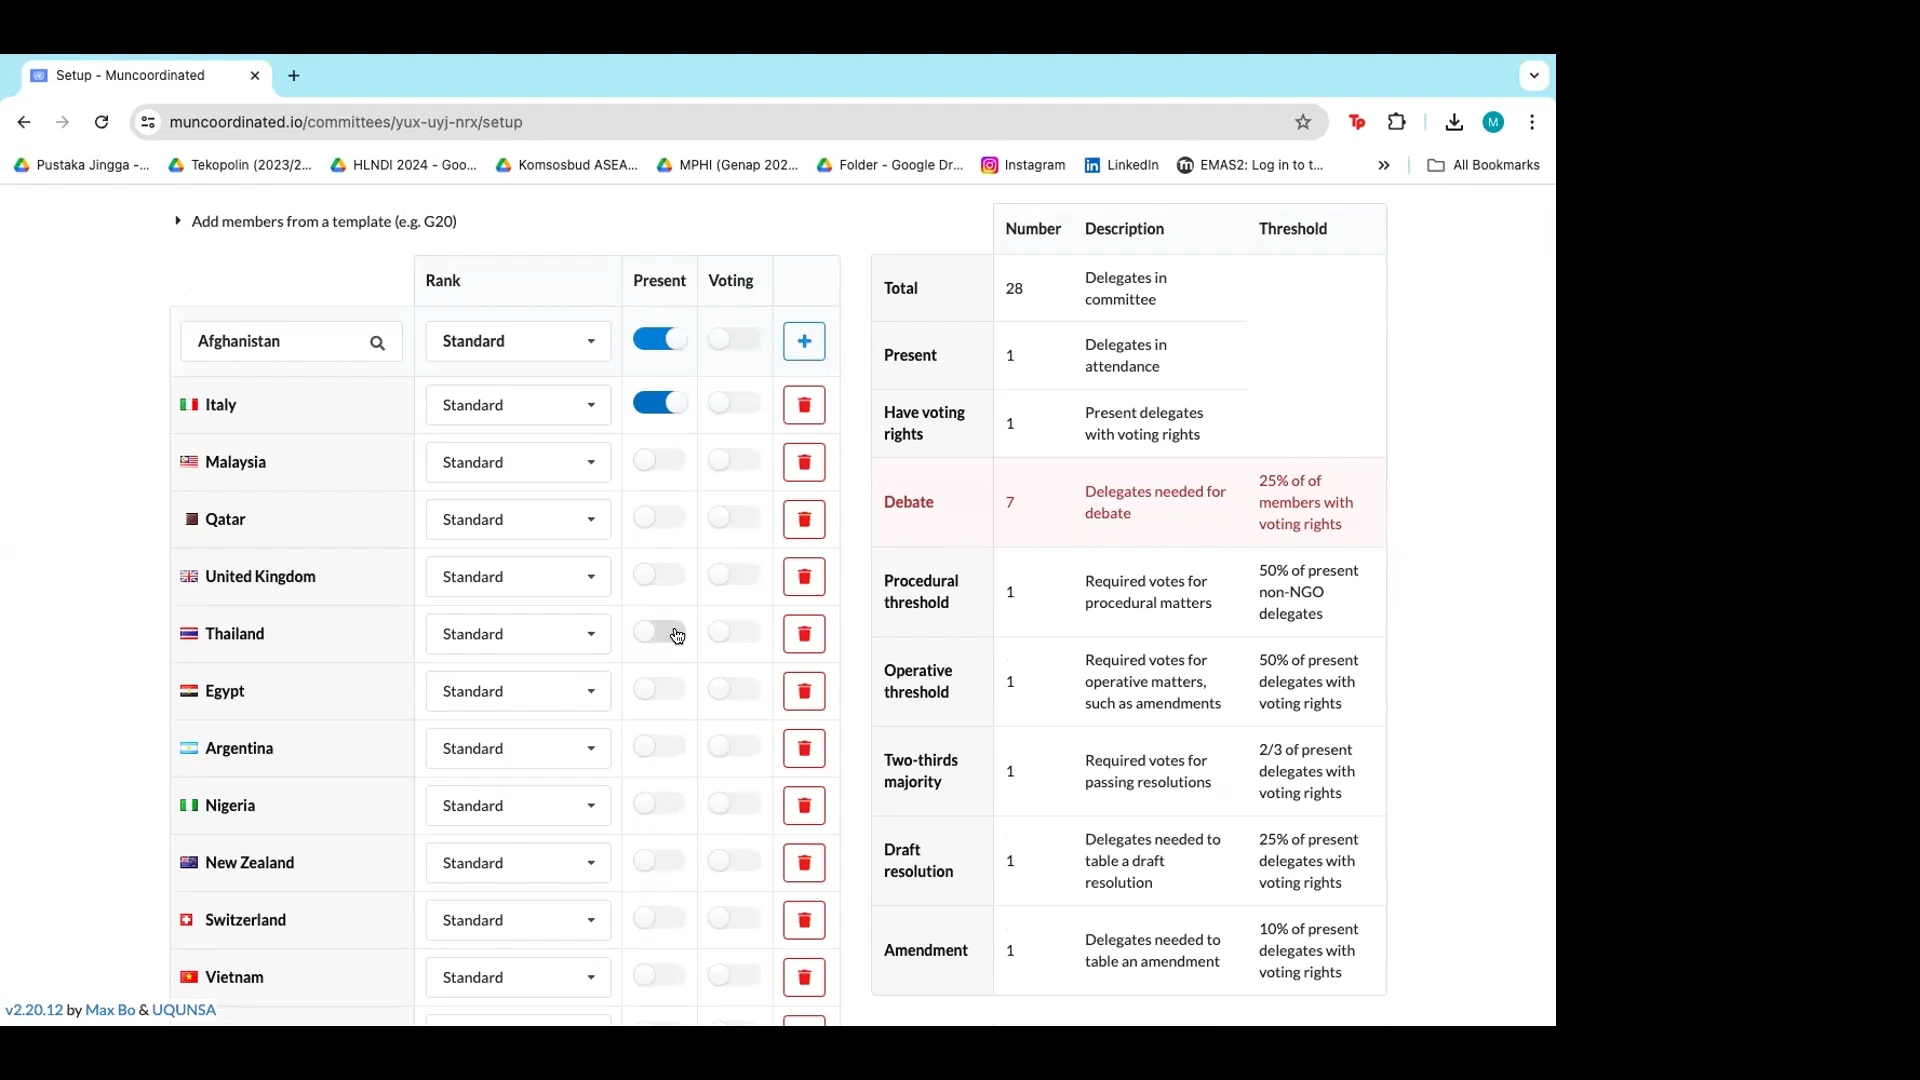 Setup - Muncoordinated
muncoordinated.io/committees/yux-uyj-nrx/setup
Tp
M
Pustaka Jingga -...
Tekopolin (2023/2...
HLNDI 2024 - Goo...
Komsosbud ASEA...
MPHI (Genap 202...
Folder - Google Dr...
Instagram
LinkedIn
EMAS2: Log in to t...
All Bookmarks
Add members from a template (e.g. G20)
Rank Present Voting
Afghanistan Standard
Italy Standard
Malaysia Standard
Qatar Standard
United Kingdom Standard
Thailand Standard
Egypt Standard
Argentina Standard
Nigeria Standard
New Zealand Standard
Switzerland Standard
Vietnam Standard
Number Description Threshold
Total 28 Delegates in
committee
Present 1 Delegates in
attendance
Have voting
rights
1
Present delegates
with voting rights
Debate
7
Delegates needed for
debate
25% of of
members with
voting rights
Procedural
threshold
1
Required votes for
procedural matters
50% of present
non-NGO
delegates
Operative
threshold
1
Required votes for
operative matters,
such as amendments
50% of present
delegates with
voting rights
Two-thirds
majority
1
Required votes for
passing resolutions
2/3 of present
delegates with
voting rights
Draft
resolution
1
Delegates needed to
table a draft
resolution
25% of present
delegates with
voting rights
Amendment
1
Delegates needed to
table an amendment
10% of present
delegates with
voting rights
v2.20.12 by Max Bo & UQUNSA